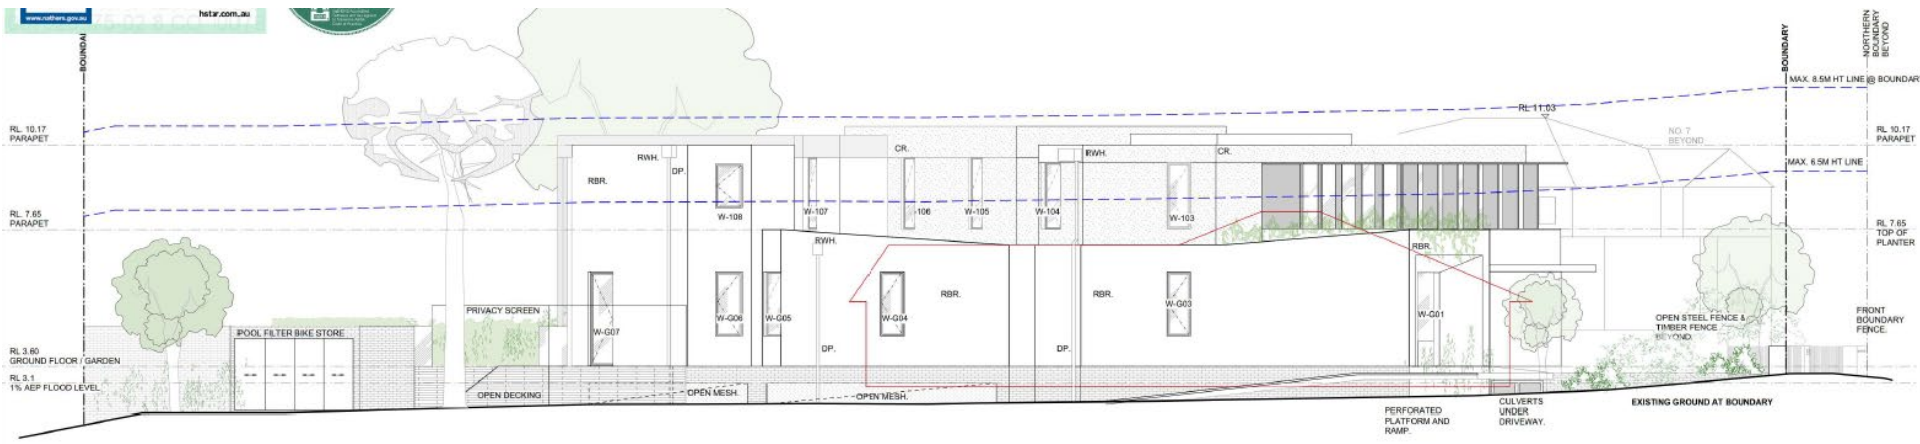 www.nathers.gov.au
hstar.com.au
BOUNDAR
BOUNDARY
NORTHERN
BOUNDARY
BEYOND
MAX. 8.5M HT LINE @ BOUNDAR
RL 11.63
RL 10.17
PARAPET
NO. 7
BEYOND
RL 10.17
PARAPET
RWH.
DP.
CR.
RWH.
CR.
RBR.
MAX. 6.5M HT LINE
RL 7.65
PARAPET
W-108
W-107
-106
W-105
W-104
W-103
RL 7.65
TOP OF
PLANTER
RWH.
RBR.
RBR.
RBR.
PRIVACY SCREEN
W-G07
W-G06
W-G05
W-G04
W-G03
W-G01
OPEN STEEL FENCE &
TIMBER FENCE
BEYOND.
FRONT
BOUNDARY
FENCE.
POOL FILTER BIKE STORE
DP.
DP.
RL 3.60
GROUND FLOOR / GARDEN
RL 3.1
1% AEP FLOOD LEVEL
OPEN DECKING
OPEN MESH.
OPEN MESH.
PERFORATED
PLATFORM AND
RAMP.
CULVERTS
UNDER
DRIVEWAY.
EXISTING GROUND AT BOUNDARY